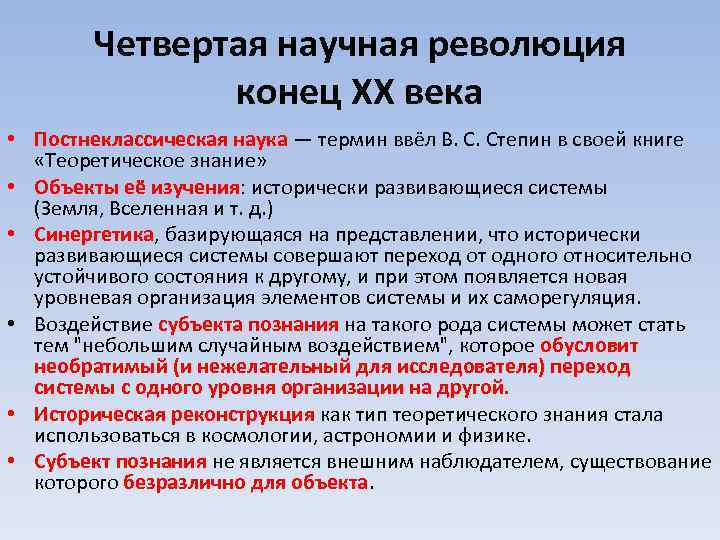 Четвертая научная революция
конец XX века
• Постнеклассическая наука — термин ввёл В. С. Степин в своей книге
«Теоретическое знание»
• Объекты её изучения: исторически развивающиеся системы
(Земля, Вселенная и т. д. )
• Синергетика, базирующаяся на представлении, что исторически
развивающиеся системы совершают переход от одного относительно
устойчивого состояния к другому, и при этом появляется новая
уровневая организация элементов системы и их саморегуляция.
• Воздействие субъекта познания на такого рода системы может стать
тем "небольшим случайным воздействием", которое обусловит
необратимый (и нежелательный для исследователя) переход
системы с одного уровня организации на другой.
• Историческая реконструкция как тип теоретического знания стала
использоваться в космологии, астрономии и физике.
• Субъект познания не является внешним наблюдателем, существование
которого безразлично для объекта.